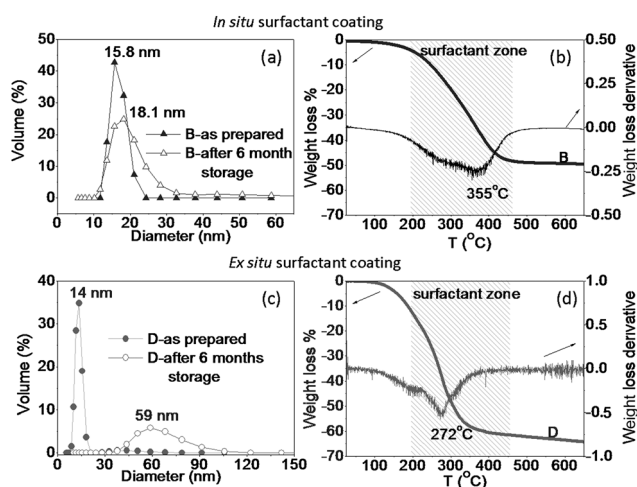 In situ surfactant coating
50
40
30
20
10
0
Volume (%)
15.8 nm
18.1 nm
(a)
B-as prepared
B-after 6 month
storage
0 10 20 30 40 50 60
Diameter (nm)
0
-10
-20
-30
-40
-50
-60
-70
Weight loss %
surfactant zone
(b)
355°C
B
100 200 300 400 500 600
T (°C)
0.50
0.25
0.00
-0.25
-0.50
Weight loss derivative
Ex situ surfactant coating
40
30
20
10
0
Volume (%)
14 nm
(c)
D-as prepared
D-after 6 months
storage
59 nm
0 30 60 90 120 150
Diameter (nm)
0
-10
-20
-30
-40
-50
-60
-70
Weight loss %
surfactant zone
(d)
272°C
D
100 200 300 400 500 600
T (°C)
1.0
0.5
0.0
-0.5
-1.0
Weight loss derivative